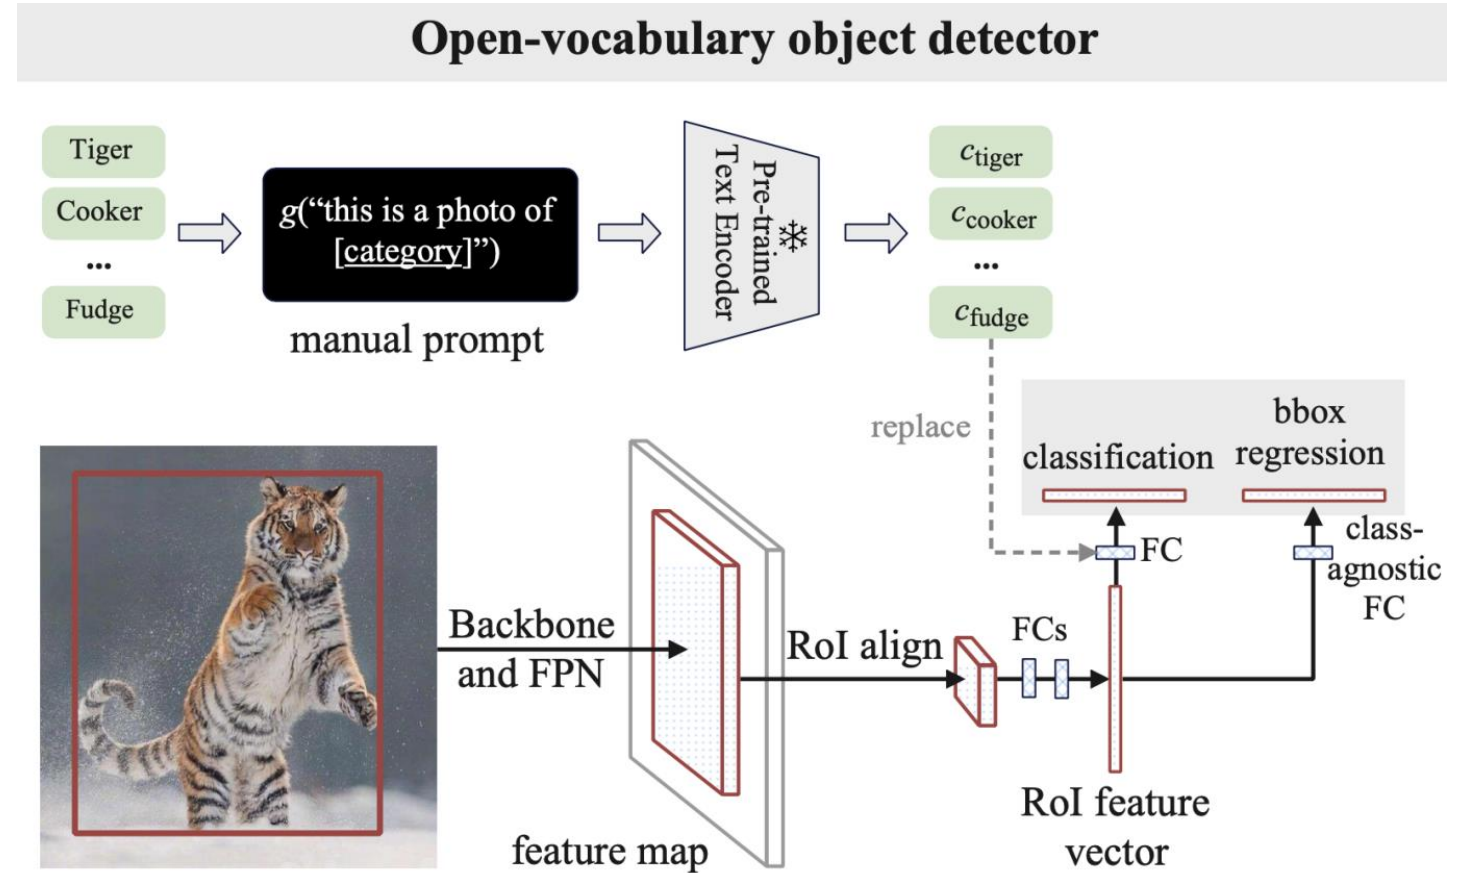 Open-vocabulary object detector
Tiger
Cooker
...
Fudge
g("this is a photo of
[category]")
manual prompt
Pre-trained
Text Encoder
c_tiger
c_cooker
...
c_fudge
replace
classification
bbox
regression
FC
class-
agnostic
FC
Backbone
and FPN
RoI align
FCs
feature map
RoI feature
vector